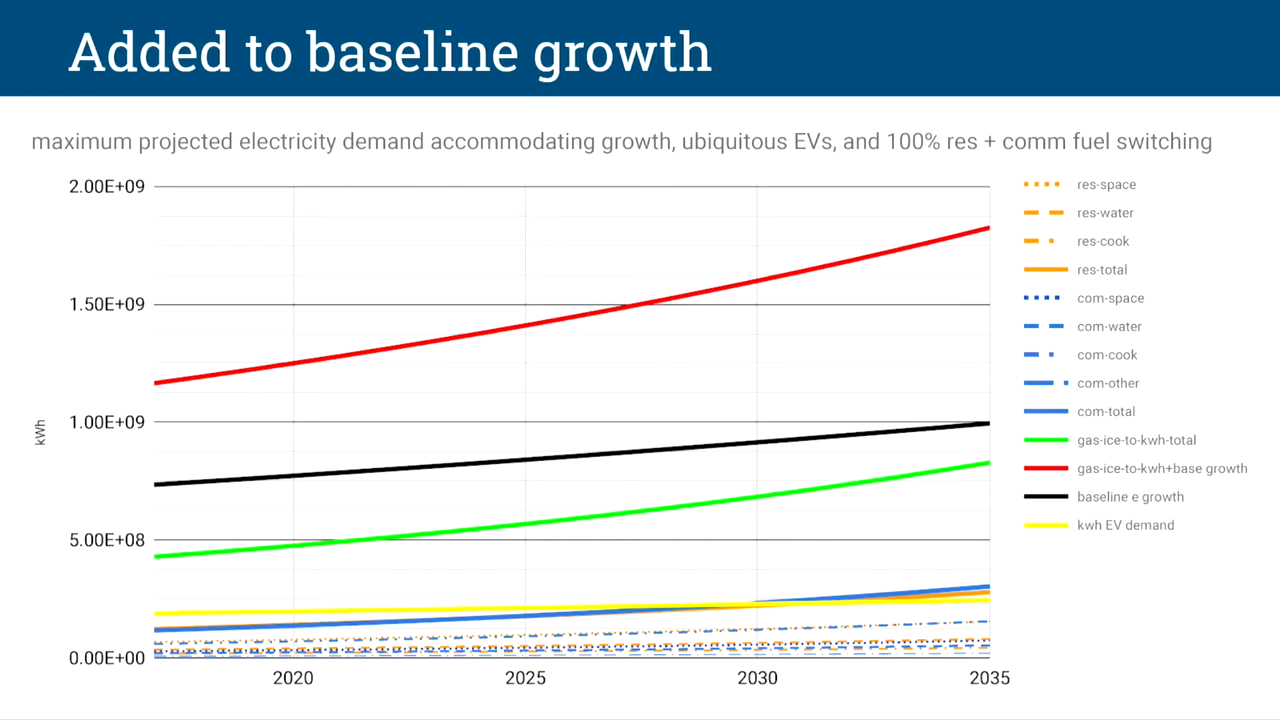 Added to baseline growth
maximum projected electricity demand accommodating growth, ubiquitous EVs, and 100% res + comm fuel switching
2.00E+09
1.50E+09
1.00E+09
5.00E+08
0.00E+00
kWh
2020
2025
2030
2035
res-space
res-water
res-cook
res-total
com-space
com-water
com-cook
com-other
com-total
gas-ice-to-kwh-total
gas-ice-to-kwh+base growth
baseline e growth
kwh EV demand